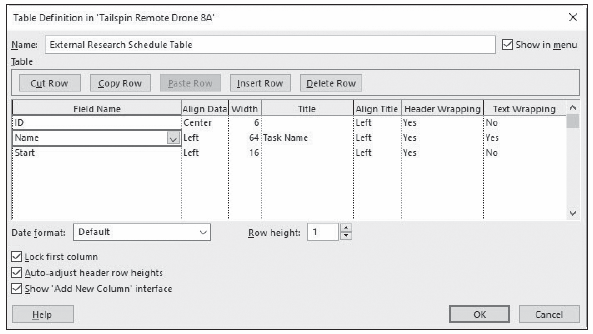 Table Definition in 'Tailspin Remote Drone 8A'
Name: External Research Schedule Table
Show in menu
Table
Cut Row Copy Row Paste Row Insert Row Delete Row
Field Name Align Data Width Title Align Title Header Wrapping Text Wrapping
ID Center 6 Left Yes No
Name Left 64 Task Name Left Yes Yes
Start Left 16 Left Yes No
Date format: Default Row height: 1
Lock first column
Auto-adjust header row heights
Show 'Add New Column' interface
Help OK Cancel